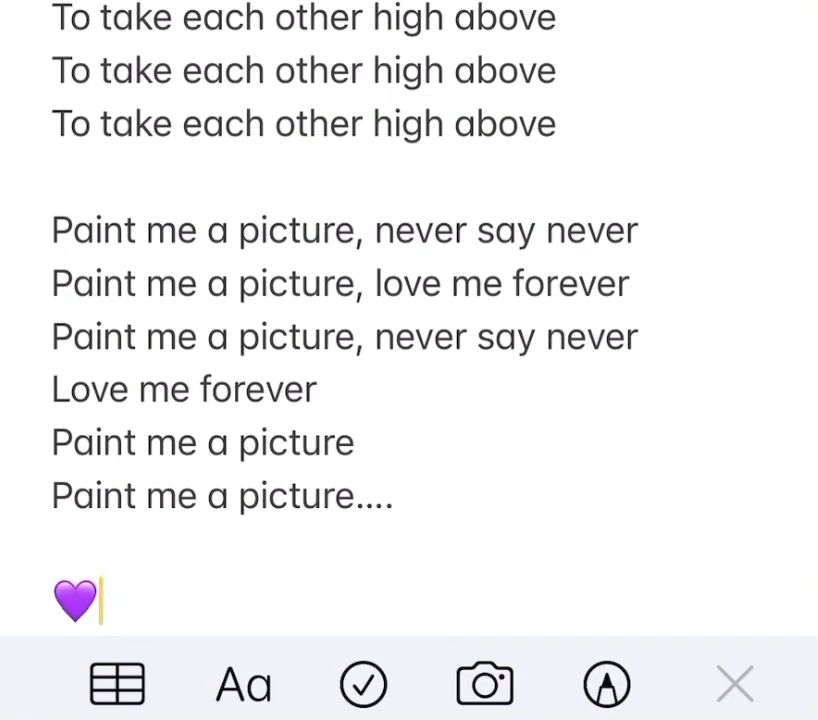 To take each other high above
To take each other high above
To take each other high above
Paint me a picture, never say never
Paint me a picture, love me forever
Paint me a picture, never say never
Love me forever
Paint me a picture
Paint me a picture....
💜
Aa